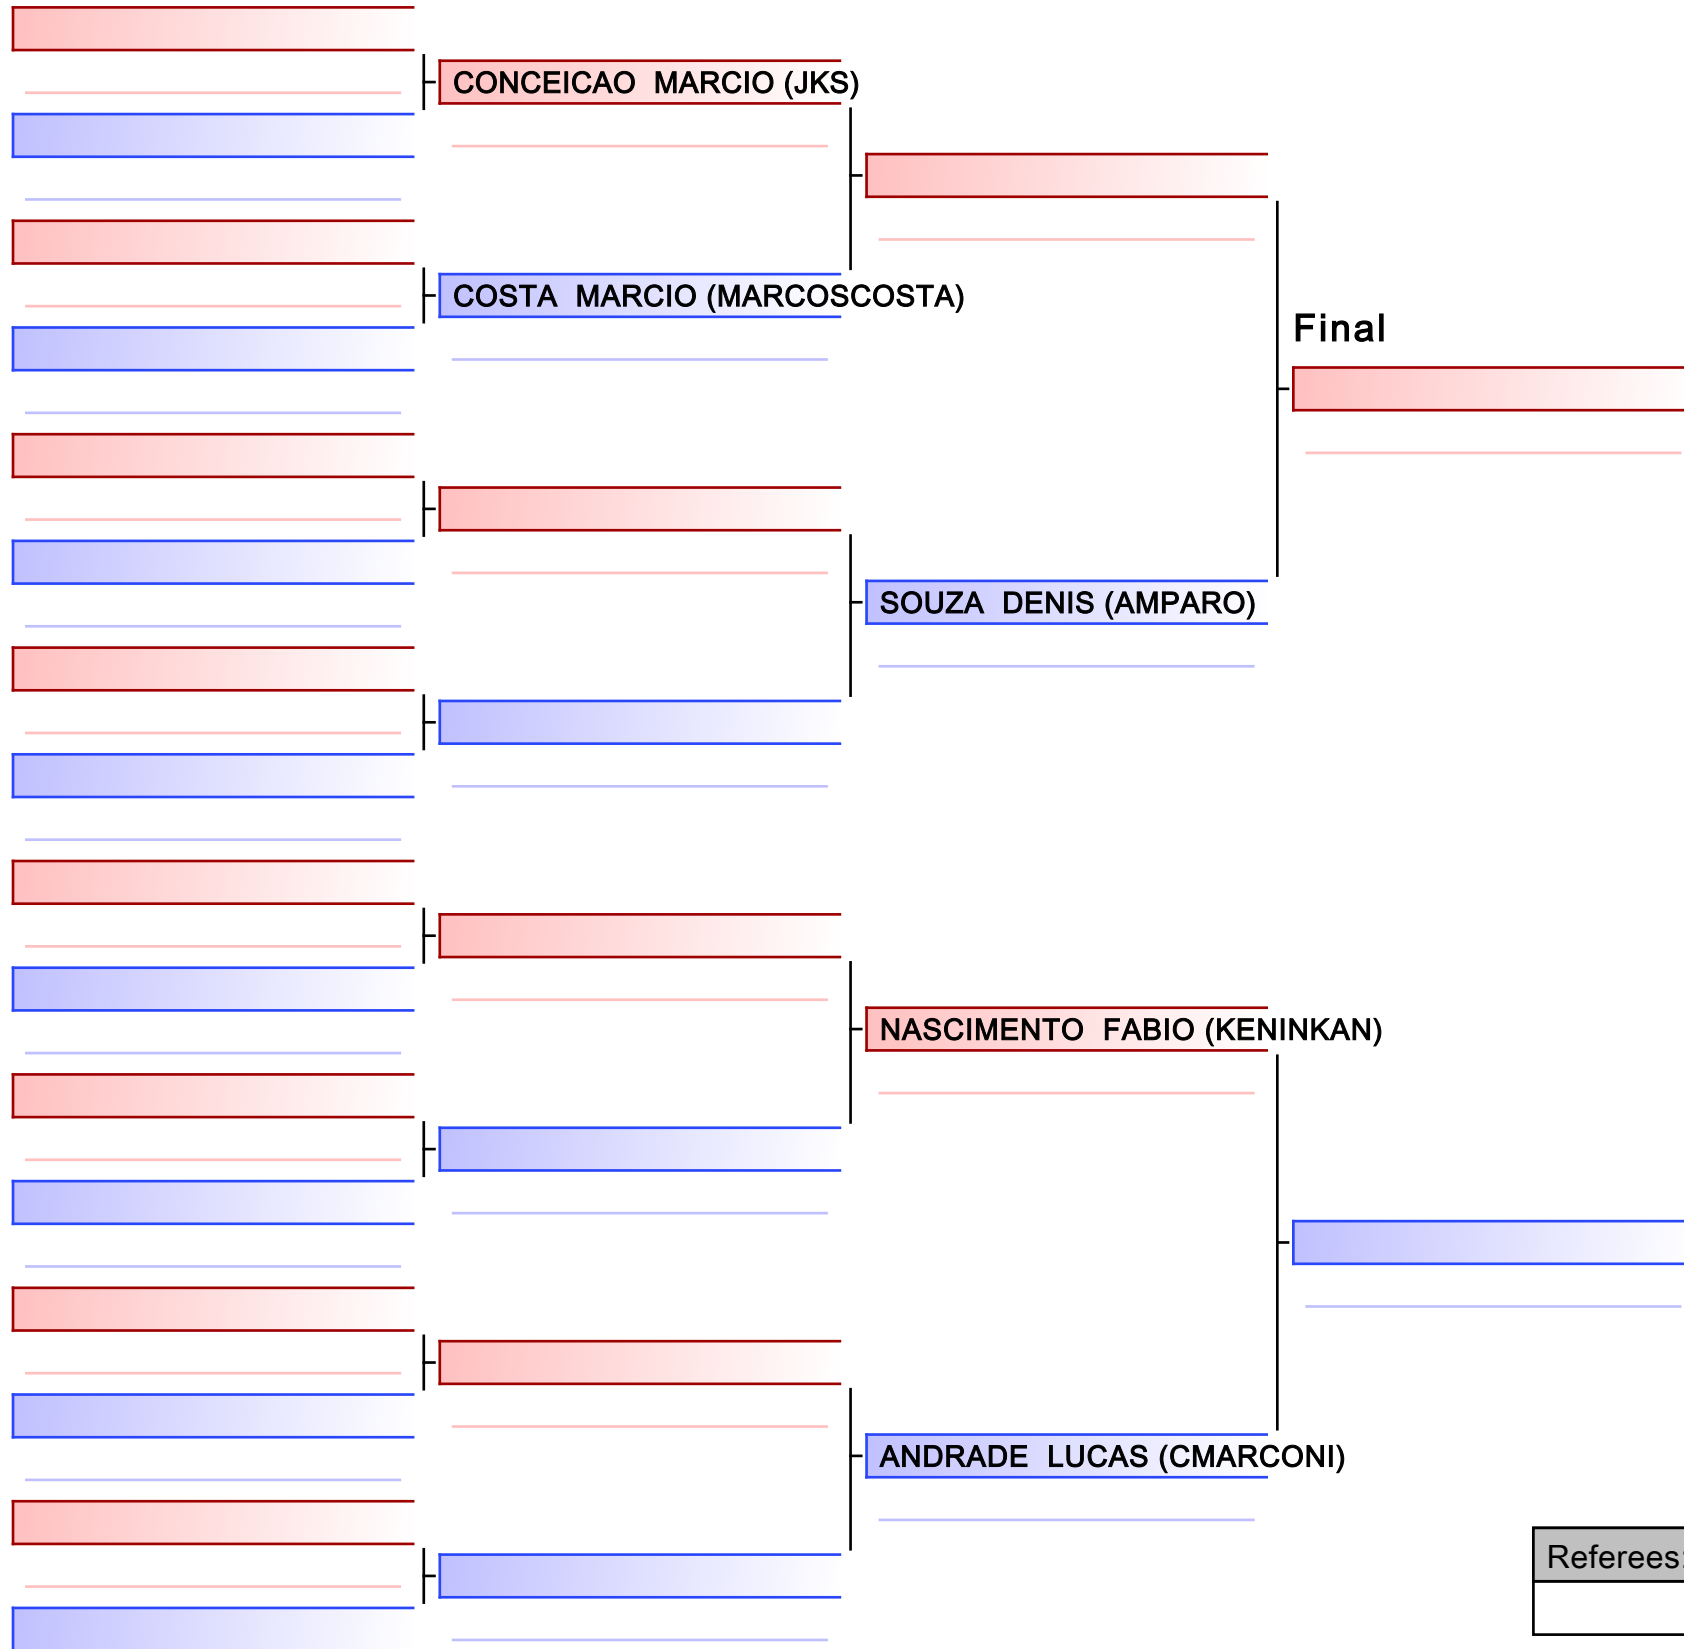 CONCEICAO MARCIO (JKS)
COSTA MARCIO (MARCOSCOSTA)
Final
SOUZA DENIS (AMPARO)
NASCIMENTO FABIO (KENINKAN)
ANDRADE LUCAS (CMARCONI)
Referees: